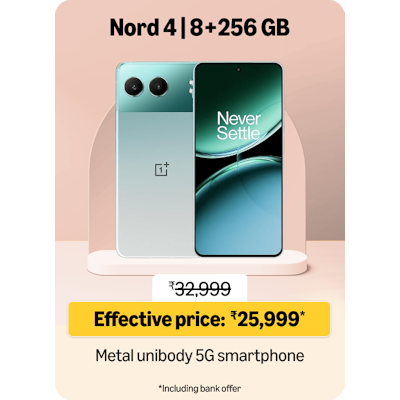 Nord 4 | 8+256 GB
Never
Settle
1+
₹32,999
Effective price: ₹25,999*
Metal unibody 5G smartphone
*Including bank offer